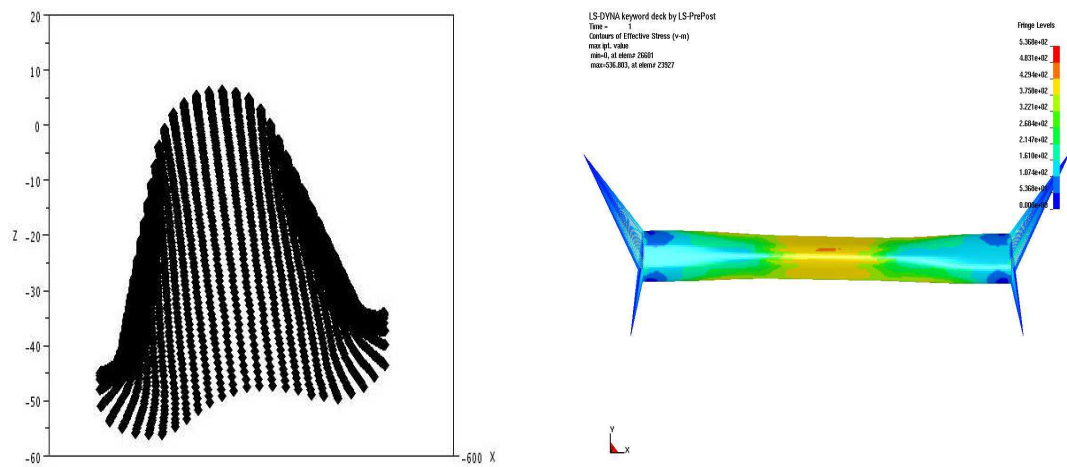 20
10
0
-10
Z -20
-30
-40
-50
-60
-600 X
LS-DYNA keyword deck by LS-PrePost
Time = 1
Contours of Effective Stress (v-m)
max ipt. value
min=0, at elem# 26601
max=536.803, at elem# 23927
Fringe Levels
5.368e+02
4.831e+02
4.294e+02
3.758e+02
3.221e+02
2.684e+02
2.147e+02
1.610e+02
1.074e+02
5.368e+01
0.000e+00
Y
X